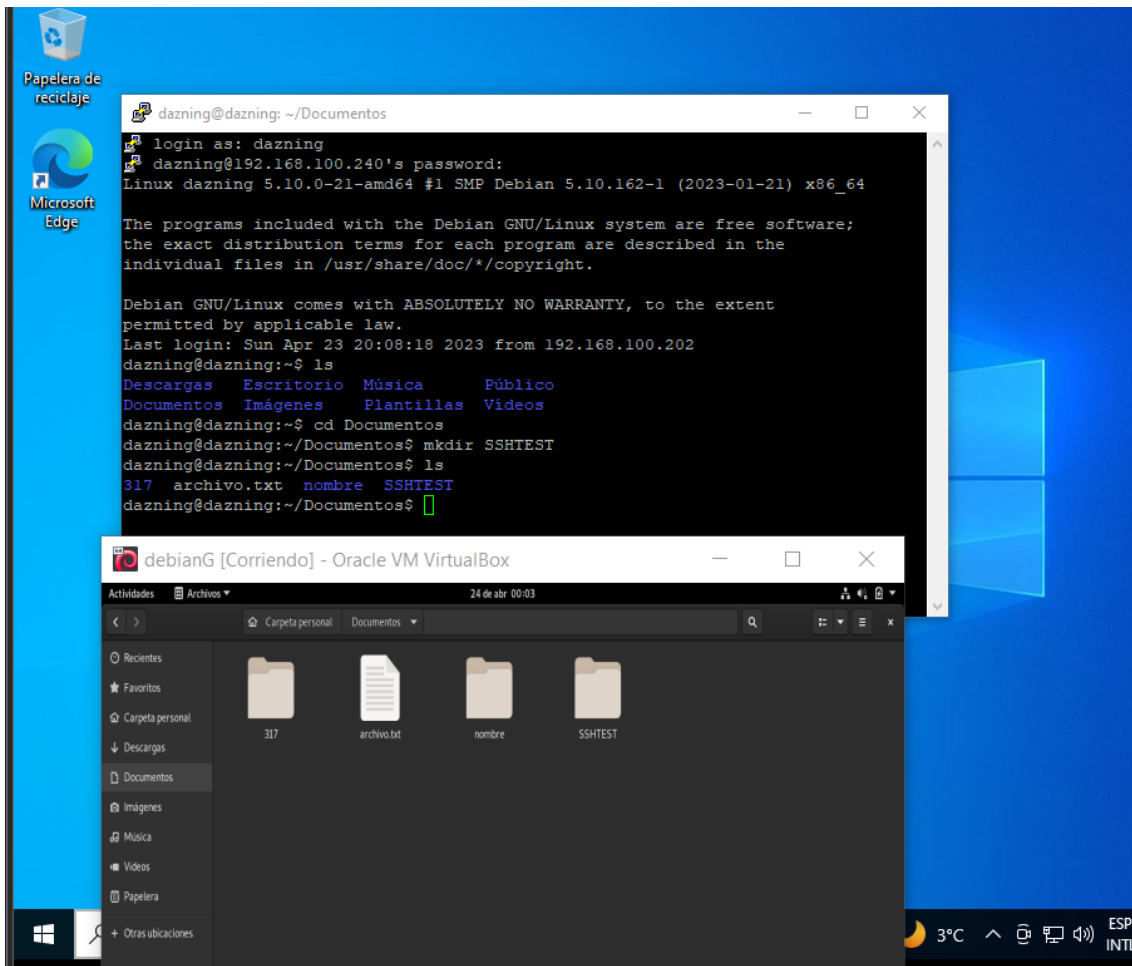 Papelera de
reciclaje
Microsoft
Edge
dazning@dazning: ~/Documentos
login as: dazning
dazning@192.168.100.240's password:
Linux dazning 5.10.0-21-amd64 #1 SMP Debian 5.10.162-1 (2023-01-21) x86_64
The programs included with the Debian GNU/Linux system are free software;
the exact distribution terms for each program are described in the
individual files in /usr/share/doc/*/copyright.
Debian GNU/Linux comes with ABSOLUTELY NO WARRANTY, to the extent
permitted by applicable law.
Last login: Sun Apr 23 20:08:18 2023 from 192.168.100.202
dazning@dazning:~$ ls
Descargas Escritorio Música Público
Documentos Imágenes Plantillas Vídeos
dazning@dazning:~$ cd Documentos
dazning@dazning:~/Documentos$ mkdir SSHTEST
dazning@dazning:~/Documentos$ ls
317 archivo.txt nombre SSHTEST
dazning@dazning:~/Documentos$
debianG [Corriendo] - Oracle VM VirtualBox
Actividades Archivos 24 de abr 00:03
Carpeta personal Documentos
Recientes
Favoritos
Carpeta personal
Descargas
Documentos
Imágenes
Música
Vídeos
Papelera
+ Otras ubicaciones
317 archivo.txt nombre SSHTEST
3°C
ESP
INTL